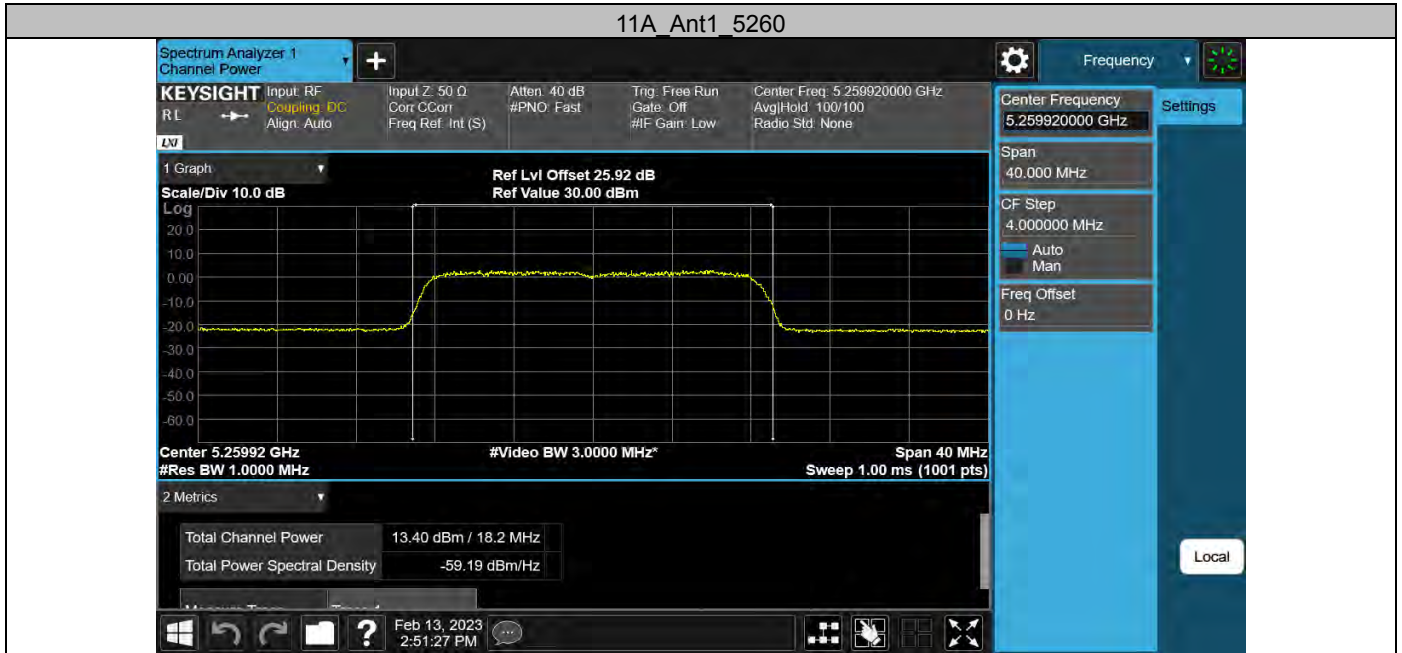 11A_Ant1_5260
Spectrum Analyzer 1
Channel Power
+
Frequency
KEYSIGHT
RL
LXI
Input: RF
Coupling: DC
Align: Auto
Input Z: 50 Ω
Corr CCorr
Freq Ref: Int (S)
Atten: 40 dB
#PNO: Fast
Trig: Free Run
Gate: Off
#IF Gain: Low
Center Freq: 5.259920000 GHz
Avg|Hold: 100/100
Radio Std: None
Center Frequency
5.259920000 GHz
Settings
Span
40.000 MHz
CF Step
4.000000 MHz
Auto
Man
Freq Offset
0 Hz
1 Graph
Scale/Div 10.0 dB
Ref Lvl Offset 25.92 dB
Ref Value 30.00 dBm
Log
20.0
10.0
0.00
-10.0
-20.0
-30.0
-40.0
-50.0
-60.0
Center 5.25992 GHz
#Video BW 3.0000 MHz*
Span 40 MHz
#Res BW 1.0000 MHz
Sweep 1.00 ms (1001 pts)
2 Metrics
Total Channel Power 13.40 dBm / 18.2 MHz
Total Power Spectral Density -59.19 dBm/Hz
Local
?
Feb 13, 2023
2:51:27 PM